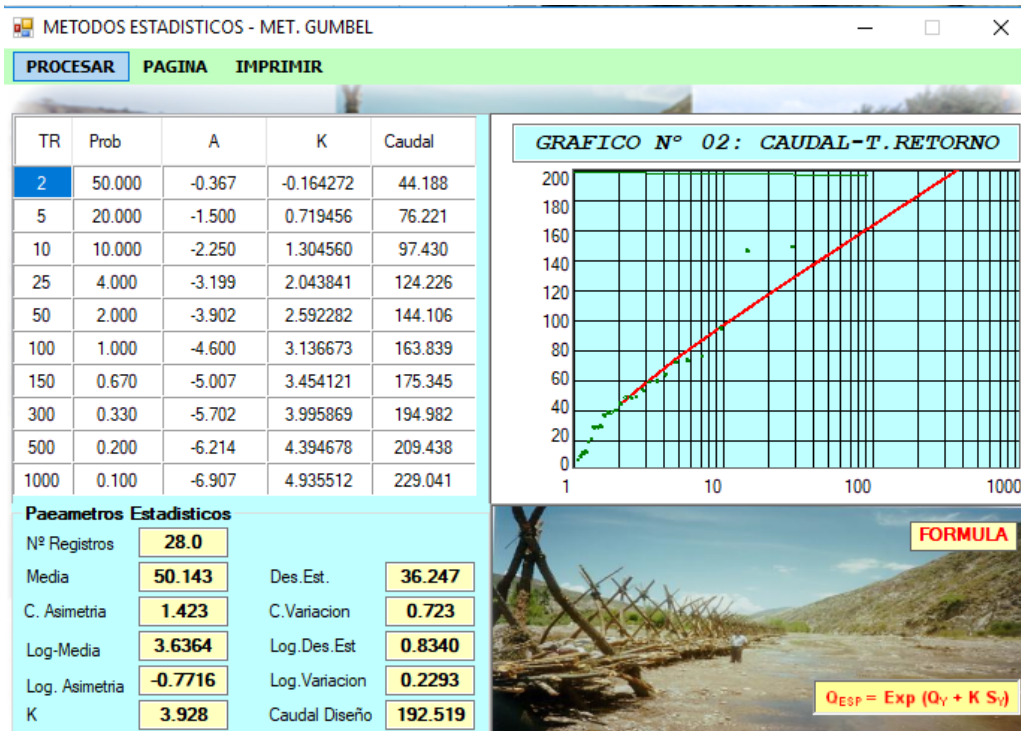 METODOS ESTADISTICOS - MET. GUMBEL
PROCESAR PAGINA IMPRIMIR
TR Prob A K Caudal
2 50.000 -0.367 -0.164272 44.188
5 20.000 -1.500 0.719456 76.221
10 10.000 -2.250 1.304560 97.430
25 4.000 -3.199 2.043841 124.226
50 2.000 -3.902 2.592282 144.106
100 1.000 -4.600 3.136673 163.839
150 0.670 -5.007 3.454121 175.345
300 0.330 -5.702 3.995869 194.982
500 0.200 -6.214 4.394678 209.438
1000 0.100 -6.907 4.935512 229.041
GRAFICO Nº 02: CAUDAL-T.RETORNO
200
180
160
140
120
100
80
60
40
20
0
1 10 100 1000
Paeametros Estadisticos
Nº Registros 28.0
Media 50.143 Des.Est. 36.247
C. Asimetria 1.423 C.Variacion 0.723
Log-Media 3.6364 Log.Des.Est 0.8340
Log. Asimetria -0.7716 Log.Variacion 0.2293
K 3.928 Caudal Diseño 192.519
FORMULA
QESP = Exp (QY + K SY)